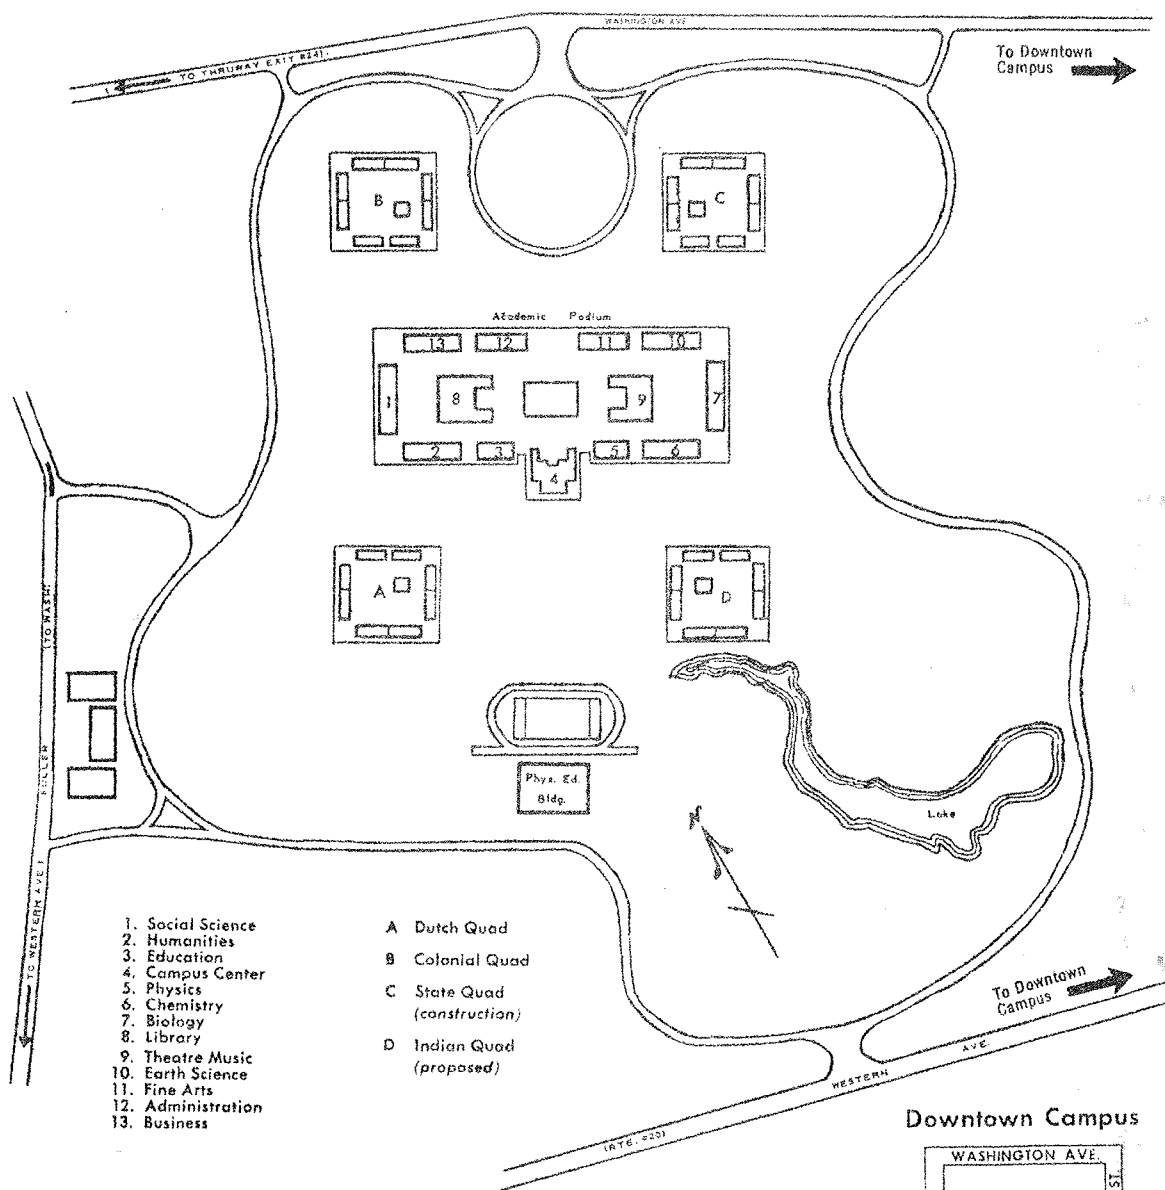 WASHINGTON AVE.
TO THRUWAY EXIT #24)
To Downtown
Campus
B
C
Academic Podium
13
12
11
10
1
8
9
7
2
3
4
5
6
A
D
(TO WASH.
FULLER
TO WESTERN AVE.)
Phys. Ed.
Bldg.
Lake
N
1. Social Science
2. Humanities
3. Education
4. Campus Center
5. Physics
6. Chemistry
7. Biology
8. Library
9. Theatre Music
10. Earth Science
11. Fine Arts
12. Administration
13. Business
A Dutch Quad
B Colonial Quad
C State Quad
(construction)
D Indian Quad
(proposed)
To Downtown
Campus
WESTERN AVE.
(RTE. #20)
Downtown Campus
WASHINGTON AVE.
ST.